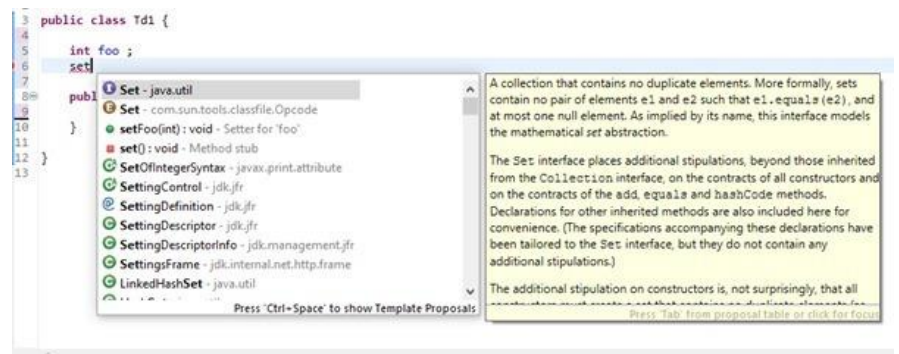 3 public class Td1 {
4
5 int foo ;
6 set
7
8 publ
9
10 }
11
12 }
13
Set - java.util
Set - com.sun.tools.classfile.Opcode
setFoo(int) : void - Setter for 'foo'
set() : void - Method stub
SetOfIntegerSyntax - javax.print.attribute
SettingControl - jdk.jfr
SettingDefinition - jdk.jfr
SettingDescriptor - jdk.jfr
SettingDescriptorInfo - jdk.management.jfr
SettingsFrame - jdk.internal.net.http.frame
LinkedHashSet - java.util
Press 'Ctrl+Space' to show Template Proposals
A collection that contains no duplicate elements. More formally, sets
contain no pair of elements e1 and e2 such that e1.equals(e2), and
at most one null element. As implied by its name, this interface models
the mathematical set abstraction.
The Set interface places additional stipulations, beyond those inherited
from the Collection interface, on the contracts of all constructors and
on the contracts of the add, equals and hashCode methods.
Declarations for other inherited methods are also included here for
convenience. (The specifications accompanying these declarations have
been tailored to the Set interface, but they do not contain any
additional stipulations.)
The additional stipulation on constructors is, not surprisingly, that all
Press 'Tab' from proposal table or click for focus